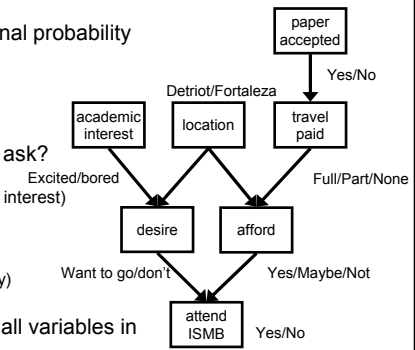 nal probability
paper
accepted
Yes/No
Detriot/Fortaleza
academic
interest
location
travel
paid
ask?
Excited/bored
interest)
Full/Part/None
desire
afford
y)
Want to go/don't
Yes/Maybe/Not
all variables in
attend
ISMB
Yes/No